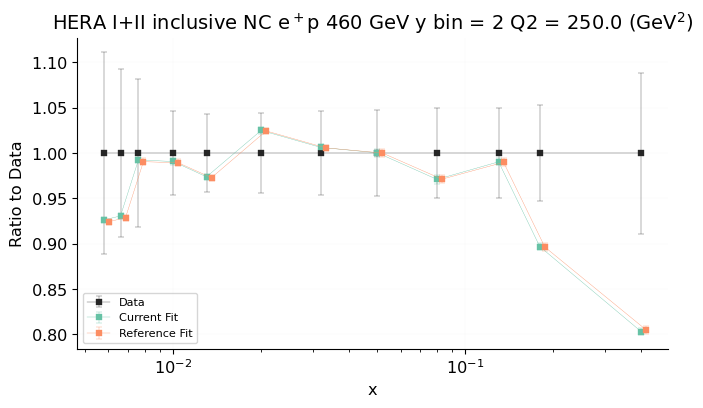 HERA I+II inclusive NC e⁺p 460 GeV y bin = 2 Q2 = 250.0 (GeV²)
Ratio to Data
1.10
1.05
1.00
0.95
0.90
0.85
0.80
Data
Current Fit
Reference Fit
10⁻²
10⁻¹
x